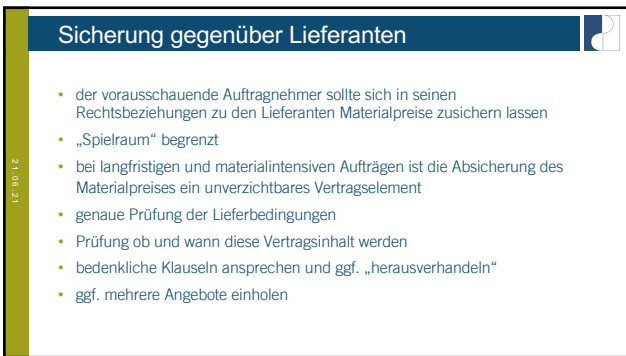 Sicherung gegenüber Lieferanten
• der vorausschauende Auftragnehmer sollte sich in seinen
Rechtsbeziehungen zu den Lieferanten Materialpreise zusichern lassen
• „Spielraum“ begrenzt
• bei langfristigen und materialintensiven Aufträgen ist die Absicherung des
Materialpreises ein unverzichtbares Vertragselement
• genaue Prüfung der Lieferbedingungen
• Prüfung ob und wann diese Vertragsinhalt werden
• bedenkliche Klauseln ansprechen und ggf. „herausverhandeln“
• ggf. mehrere Angebote einholen
21.06.21